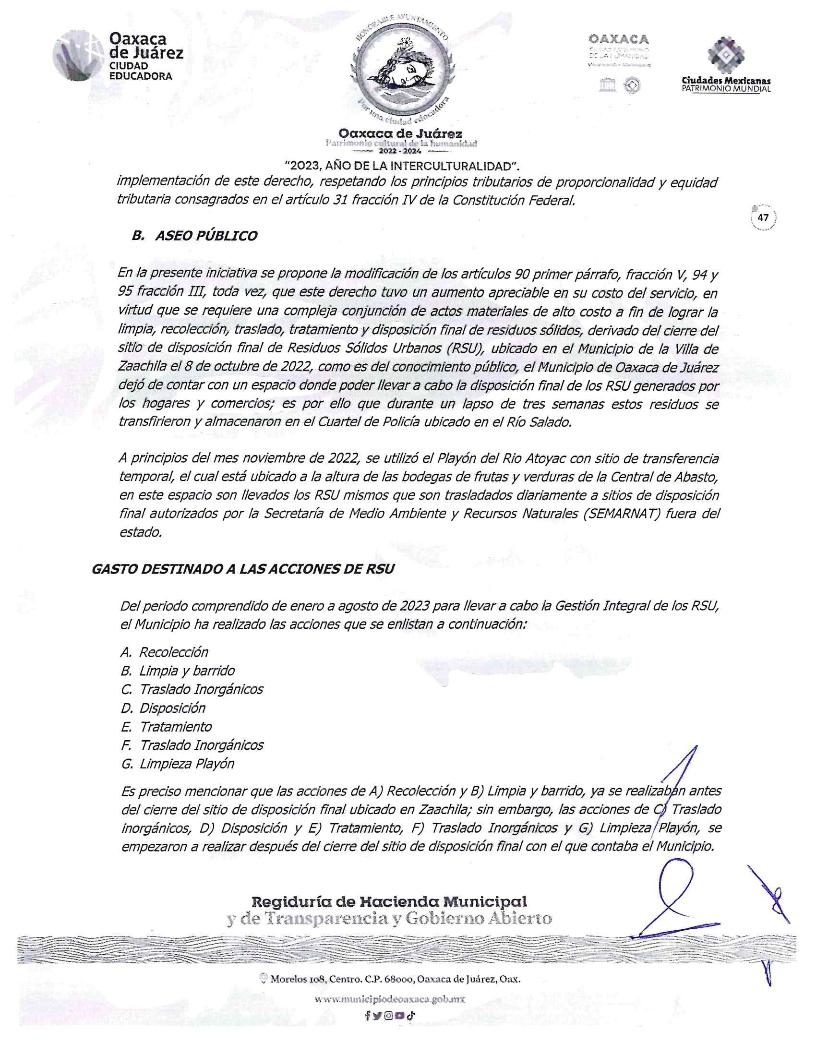 Oaxaca
de Juárez
CIUDAD
EDUCADORA
HONORABLE AYUNTAMIENTO
Por una ciudad educadora
Oaxaca de Juárez
Patrimonio cultural de la humanidad
2022 - 2024
OAXACA
Ciudades Mexicanas
PATRIMONIO MUNDIAL
"2023, AÑO DE LA INTERCULTURALIDAD".
implementación de este derecho, respetando los principios tributarios de proporcionalidad y equidad
tributaria consagrados en el artículo 31 fracción IV de la Constitución Federal.
47
B. ASEO PÚBLICO
En la presente iniciativa se propone la modificación de los artículos 90 primer párrafo, fracción V, 94 y
95 fracción III, toda vez, que este derecho tuvo un aumento apreciable en su costo del servicio, en
virtud que se requiere una compleja conjunción de actos materiales de alto costo a fin de lograr la
limpia, recolección, traslado, tratamiento y disposición final de residuos sólidos, derivado del cierre del
sitio de disposición final de Residuos Sólidos Urbanos (RSU), ubicado en el Municipio de la Villa de
Zaachila el 8 de octubre de 2022, como es del conocimiento público, el Municipio de Oaxaca de Juárez
dejó de contar con un espacio donde poder llevar a cabo la disposición final de los RSU generados por
los hogares y comercios; es por ello que durante un lapso de tres semanas estos residuos se
transfirieron y almacenaron en el Cuartel de Policía ubicado en el Río Salado.
A principios del mes noviembre de 2022, se utilizó el Playón del Rio Atoyac con sitio de transferencia
temporal, el cual está ubicado a la altura de las bodegas de frutas y verduras de la Central de Abasto,
en este espacio son llevados los RSU mismos que son trasladados diariamente a sitios de disposición
final autorizados por la Secretaría de Medio Ambiente y Recursos Naturales (SEMARNAT) fuera del
estado.
GASTO DESTINADO A LAS ACCIONES DE RSU
Del periodo comprendido de enero a agosto de 2023 para llevar a cabo la Gestión Integral de los RSU,
el Municipio ha realizado las acciones que se enlistan a continuación:
A. Recolección
B. Limpia y barrido
C. Traslado Inorgánicos
D. Disposición
E. Tratamiento
F. Traslado Inorgánicos
G. Limpieza Playón
Es preciso mencionar que las acciones de A) Recolección y B) Limpia y barrido, ya se realizaban antes
del cierre del sitio de disposición final ubicado en Zaachila; sin embargo, las acciones de C) Traslado
inorgánicos, D) Disposición y E) Tratamiento, F) Traslado Inorgánicos y G) Limpieza Playón, se
empezaron a realizar después del cierre del sitio de disposición final con el que contaba el Municipio.
Regiduría de Hacienda Municipal
y de Transparencia y Gobierno Abierto
Morelos 108, Centro. C.P. 68000, Oaxaca de Juárez, Oax.
www.municipiodeoaxaca.gob.mx